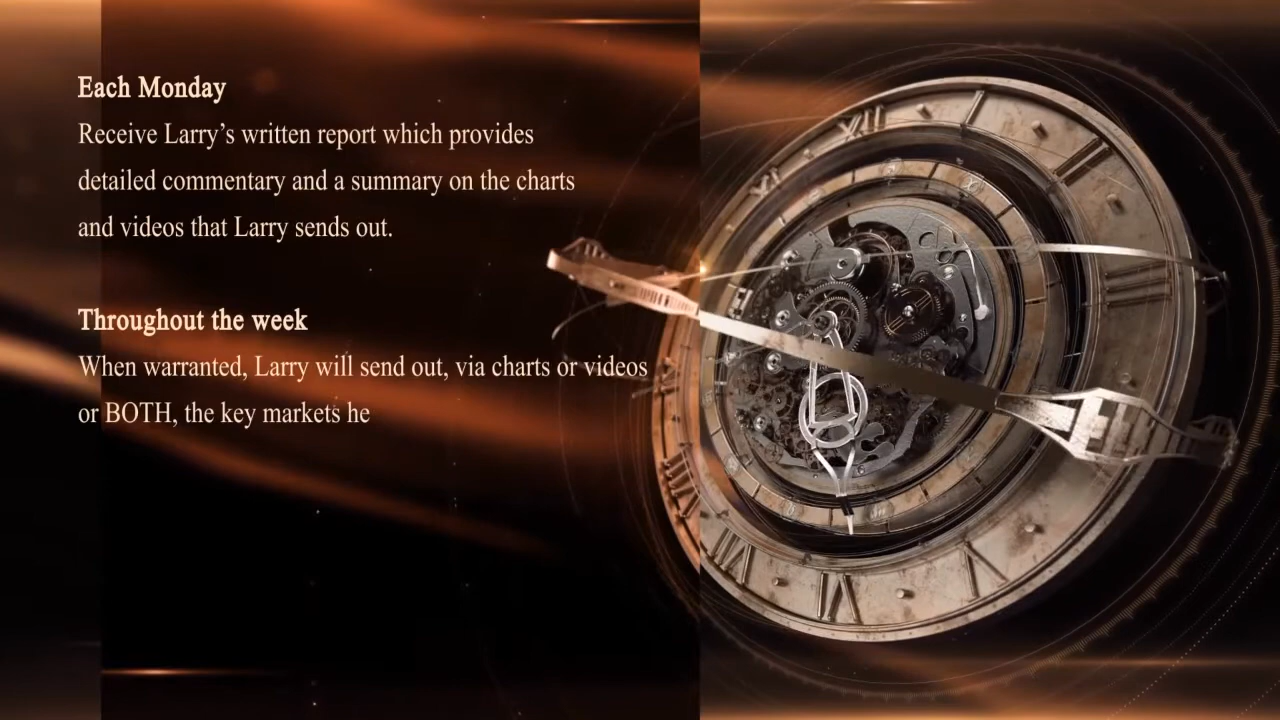 Each Monday
Receive Larry’s written report which provides
detailed commentary and a summary on the charts
and videos that Larry sends out.
Throughout the week
When warranted, Larry will send out, via charts or videos
or BOTH, the key markets he